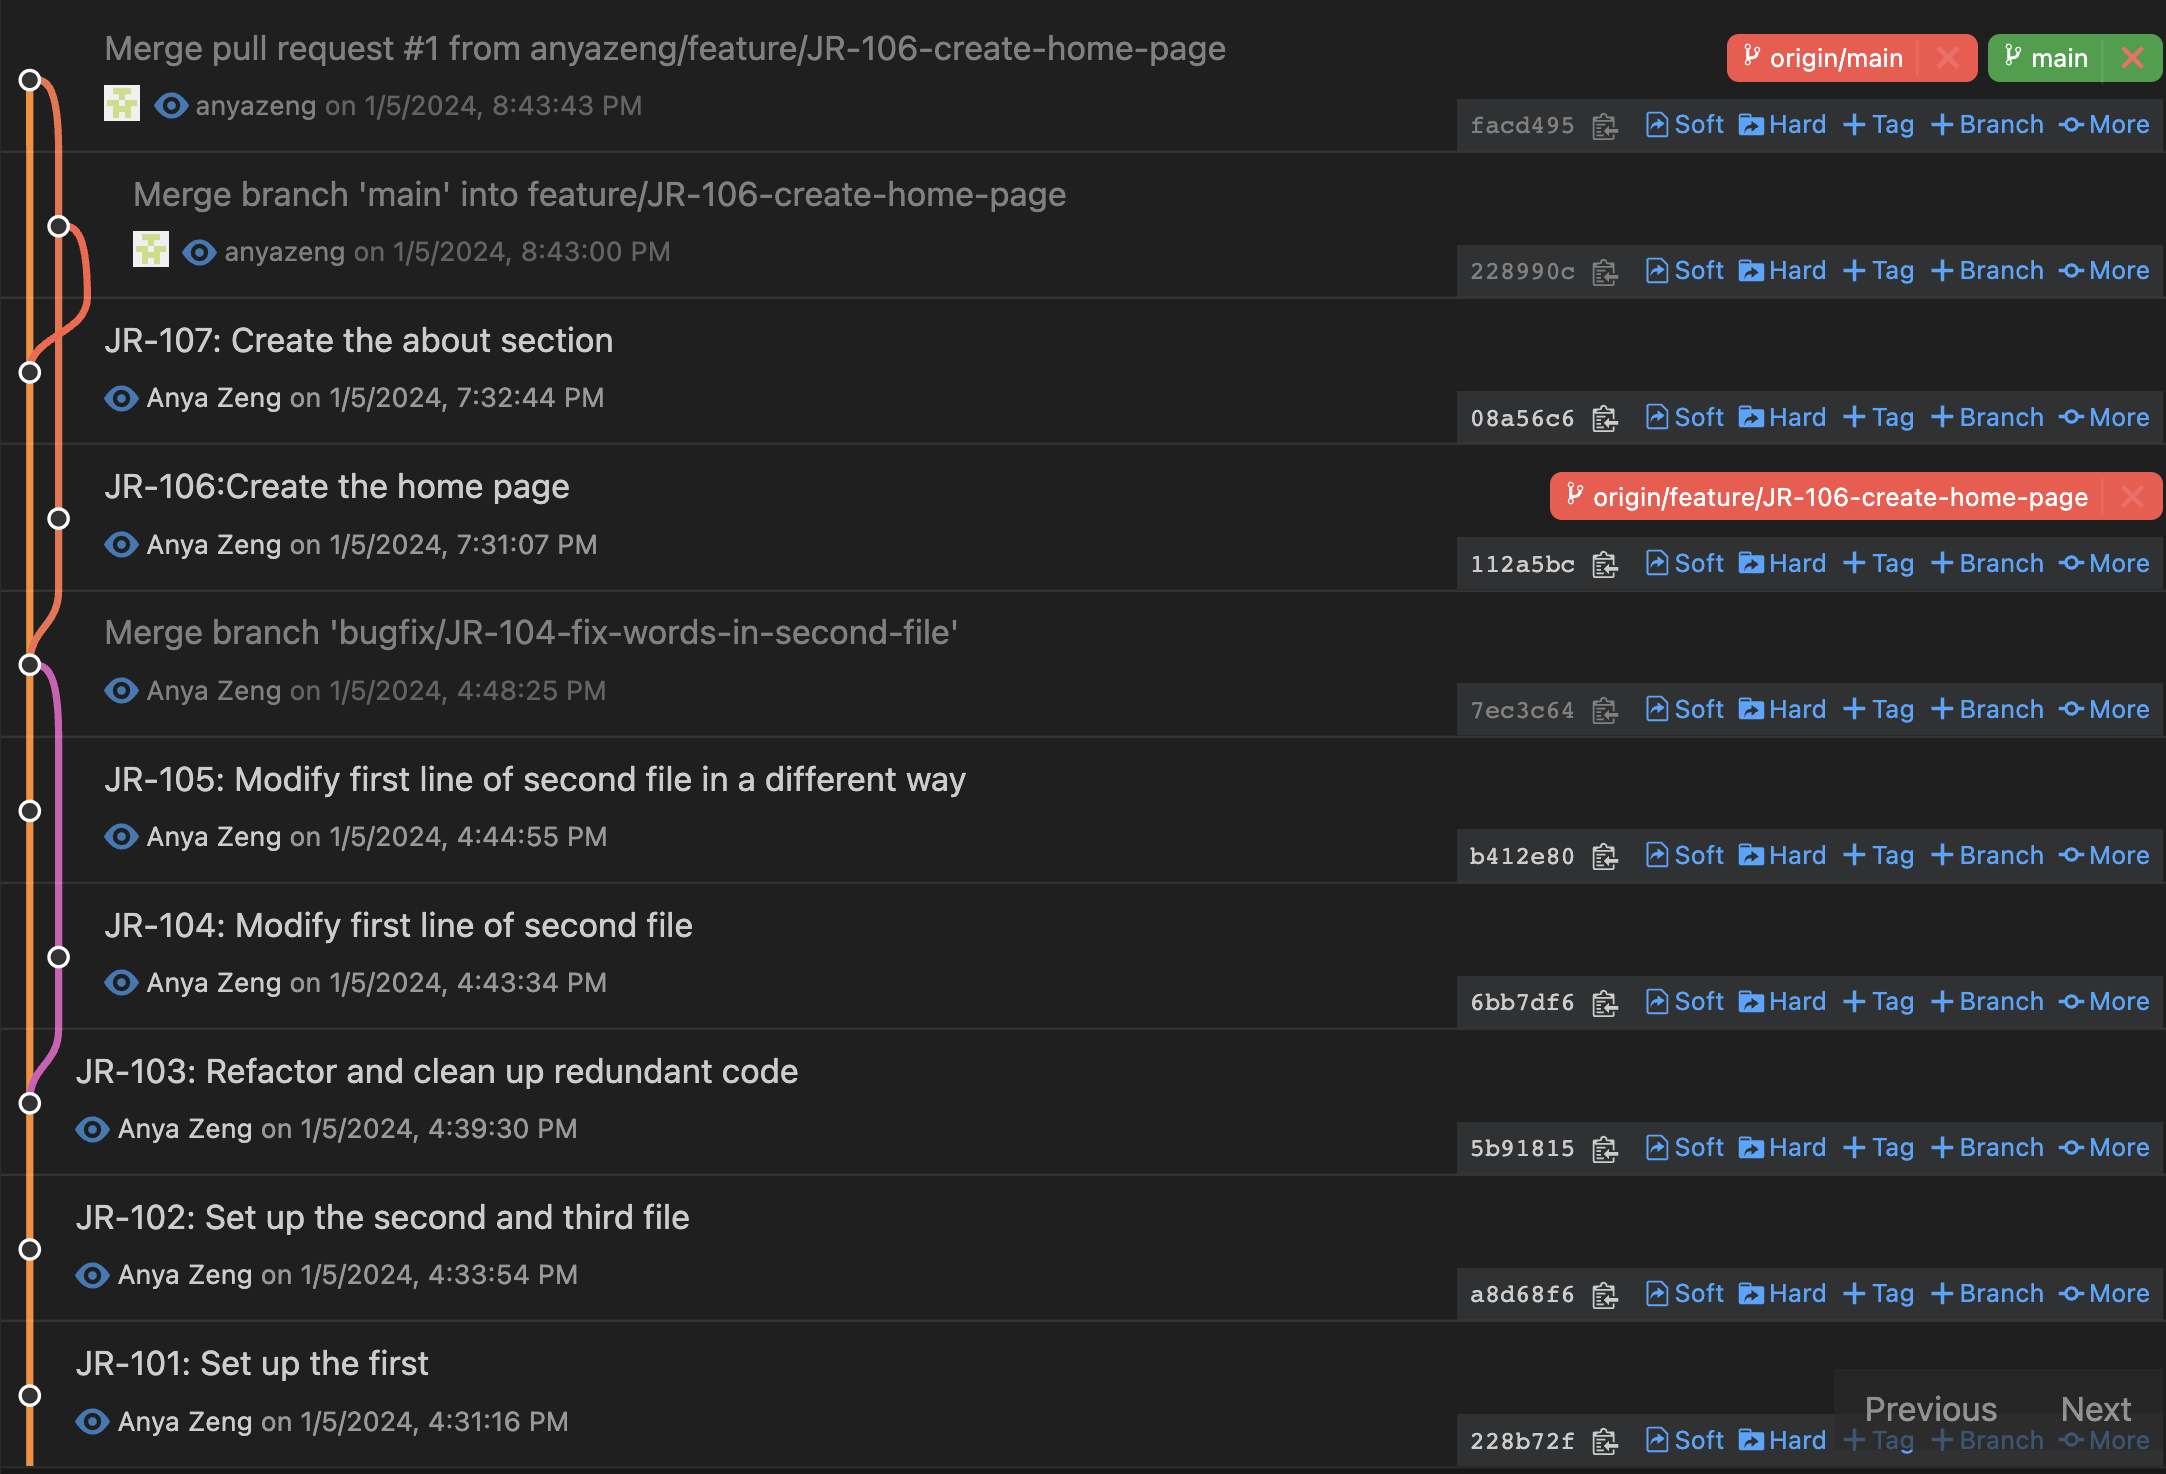 Merge pull request #1 from anyazeng/feature/JR-106-create-home-page
origin/main
main
anyazeng on 1/5/2024, 8:43:43 PM
facd495 Soft Hard Tag Branch More
Merge branch 'main' into feature/JR-106-create-home-page
anyazeng on 1/5/2024, 8:43:00 PM
228990c Soft Hard Tag Branch More
JR-107: Create the about section
Anya Zeng on 1/5/2024, 7:32:44 PM
08a56c6 Soft Hard Tag Branch More
JR-106:Create the home page
origin/feature/JR-106-create-home-page
Anya Zeng on 1/5/2024, 7:31:07 PM
112a5bc Soft Hard Tag Branch More
Merge branch 'bugfix/JR-104-fix-words-in-second-file'
Anya Zeng on 1/5/2024, 4:48:25 PM
7ec3c64 Soft Hard Tag Branch More
JR-105: Modify first line of second file in a different way
Anya Zeng on 1/5/2024, 4:44:55 PM
b412e80 Soft Hard Tag Branch More
JR-104: Modify first line of second file
Anya Zeng on 1/5/2024, 4:43:34 PM
6bb7df6 Soft Hard Tag Branch More
JR-103: Refactor and clean up redundant code
Anya Zeng on 1/5/2024, 4:39:30 PM
5b91815 Soft Hard Tag Branch More
JR-102: Set up the second and third file
Anya Zeng on 1/5/2024, 4:33:54 PM
a8d68f6 Soft Hard Tag Branch More
JR-101: Set up the first
Anya Zeng on 1/5/2024, 4:31:16 PM
Previous Next
228b72f Soft Hard Tag Branch More